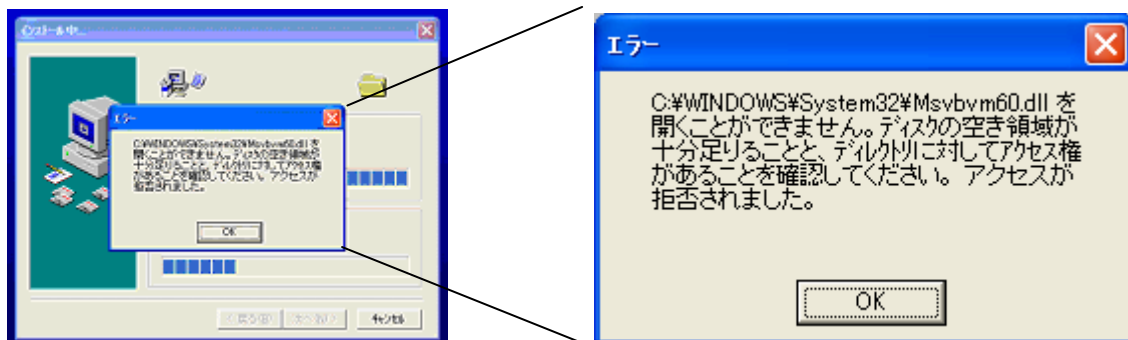 インストール中...
エラー
C:¥WINDOWS¥System32¥Msvbvm60.dll を
開くことができません。ディスクの空き領域が
十分足りることと、ディレクトリに対してアクセス権
があることを確認してください。 アクセスが
拒否されました。
OK
< 戻る(B)
次へ(N) >
キャンセル
エラー
C:¥WINDOWS¥System32¥Msvbvm60.dll を
開くことができません。ディスクの空き領域が
十分足りることと、ディレクトリに対してアクセス権
があることを確認してください。 アクセスが
拒否されました。
OK